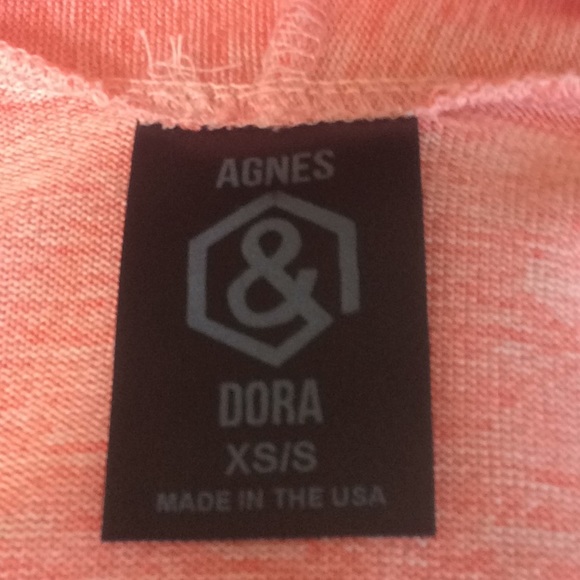 AGNES
&
DORA
XS/S
MADE IN THE USA